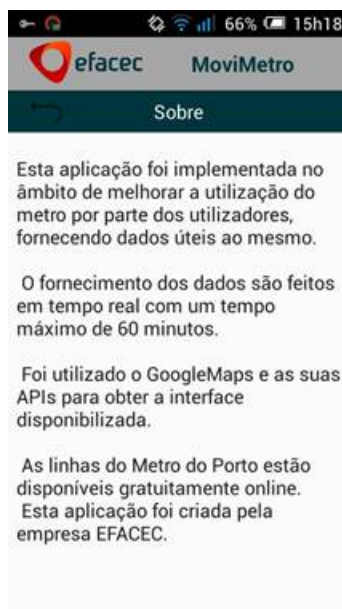 66% 15h18
efacec MoviMetro
Sobre
Esta aplicação foi implementada no
âmbito de melhorar a utilização do
metro por parte dos utilizadores,
fornecendo dados úteis ao mesmo.
O fornecimento dos dados são feitos
em tempo real com um tempo
máximo de 60 minutos.
Foi utilizado o GoogleMaps e as suas
APIs para obter a interface
disponibilizada.
As linhas do Metro do Porto estão
disponíveis gratuitamente online.
Esta aplicação foi criada pela
empresa EFACEC.